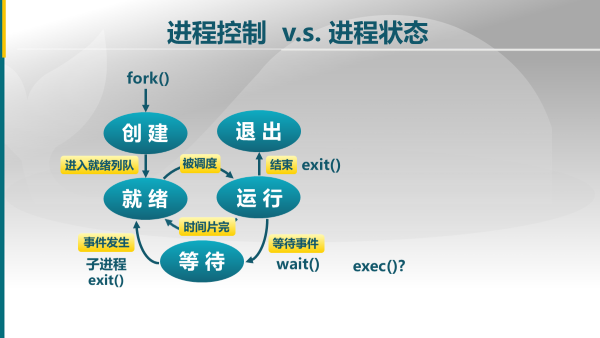 进程控制 v.s. 进程状态
fork()
创建
退出
进入就绪列队
被调度
结束
exit()
就绪
运行
时间片完
事件发生
等待事件
子进程
exit()
等待
wait()
exec()?